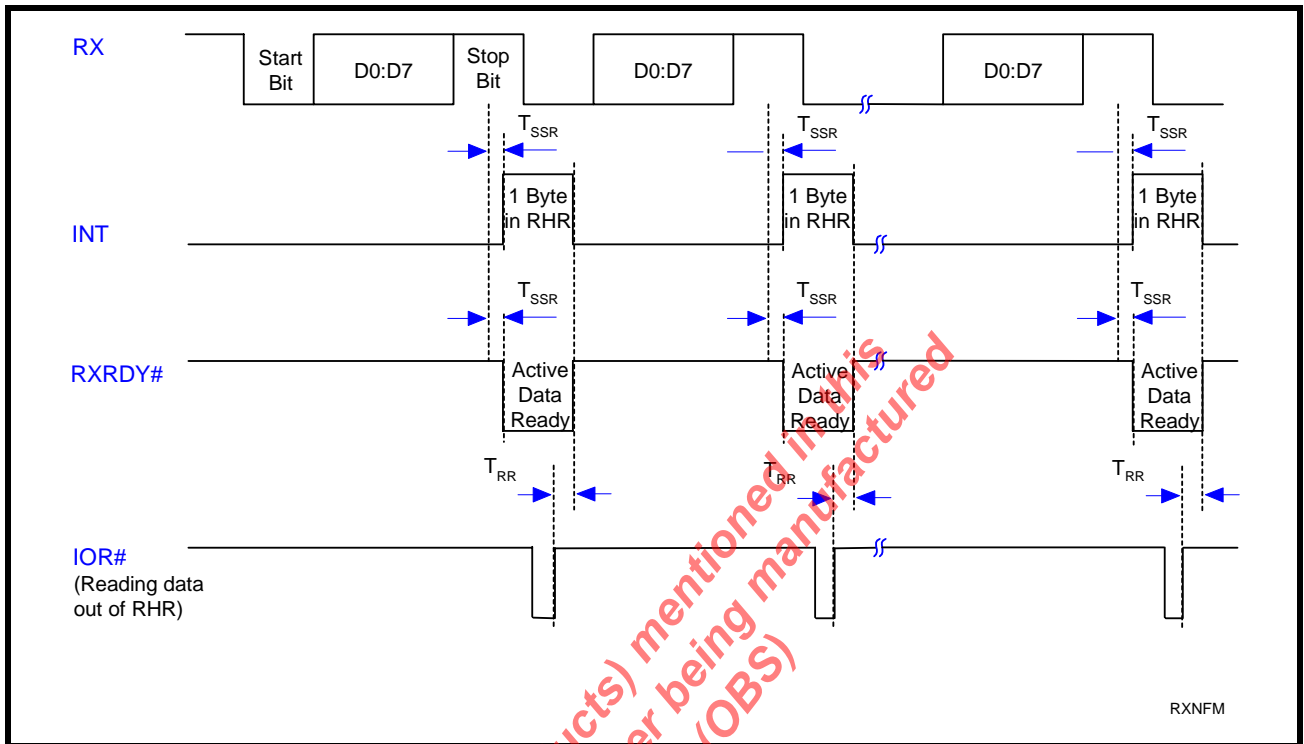 RX
Start
Bit
D0:D7
Stop
Bit
D0:D7
D0:D7
TSSR
TSSR
TSSR
INT
1 Byte
in RHR
1 Byte
in RHR
1 Byte
in RHR
TSSR
TSSR
TSSR
RXRDY#
Active
Data
Ready
Active
Data
Ready
Active
Data
Ready
TRR
TRR
TRR
IOR#
(Reading data
out of RHR)
mentioned in this
being manufactured
(OBS)
RXNFM